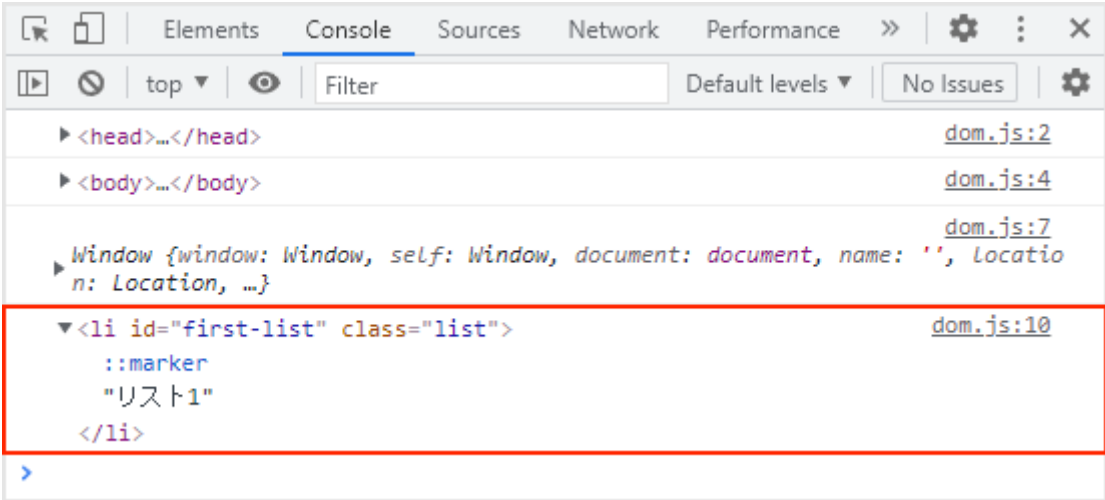 Elements Console Sources Network Performance »
top ▼ Filter Default levels ▼ No Issues
▶ <head>…</head> dom.js:2
▶ <body>…</body> dom.js:4
dom.js:7
▶ Window {window: Window, self: Window, document: document, name: '', Locatio
n: Location, …}
▼ <li id="first-list" class="list"> dom.js:10
::marker
"リスト1"
</li>
>